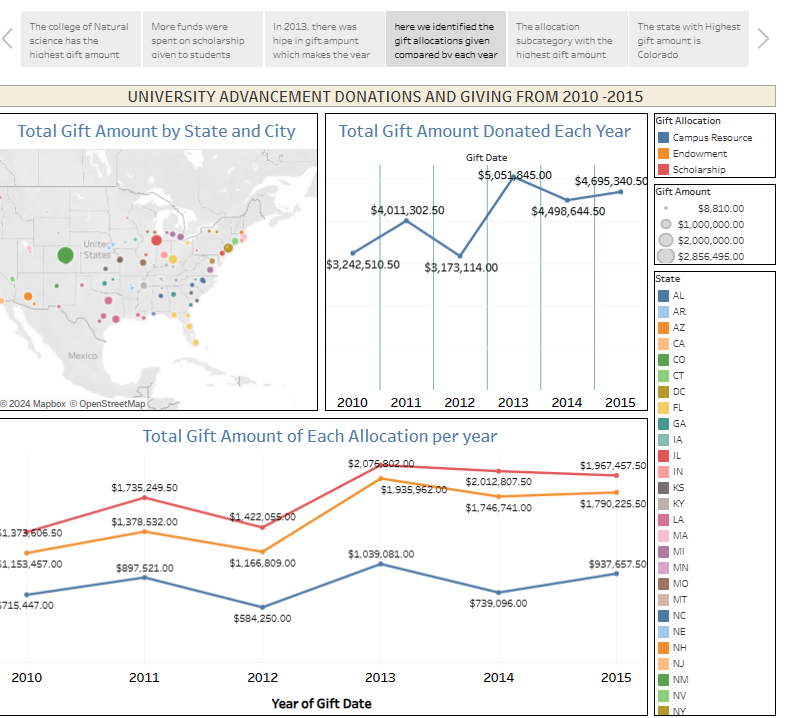 The college of Natural
science has the
highest gift amount
More funds were
spent on scholarship
given to students
In 2013, there was
hipe in gift ampunt
which makes the year
here we identified the
gift allocations given
compared by each year
The allocation
subcategory with the
highest gift amount
The state with Highest
gift amount is
Colorado
UNIVERSITY ADVANCEMENT DONATIONS AND GIVING FROM 2010 -2015
Total Gift Amount by State and City
United
States
Mexico
© 2024 Mapbox © OpenStreetMap
Total Gift Amount Donated Each Year
Gift Date
$5,051,845.00
$4,695,340.50
$4,011,302.50
$4,498,644.50
$3,242,510.50
$3,173,114.00
2010 2011 2012 2013 2014 2015
Gift Allocation
Campus Resource
Endowment
Scholarship
Gift Amount
$8,810.00
$1,000,000.00
$2,000,000.00
$2,856,495.00
State
AL
AR
AZ
CA
CO
CT
DC
FL
GA
IA
IL
IN
KS
KY
LA
MA
MI
MN
MO
MT
NC
NE
NH
NJ
NM
NV
NY
Total Gift Amount of Each Allocation per year
$2,076,802.00
$2,012,807.50
$1,967,457.50
$1,735,249.50
$1,935,962.00
$1,373,606.50
$1,378,532.00
$1,422,055.00
$1,746,741.00
$1,790,225.50
$1,153,457.00
$1,166,809.00
$897,521.00
$1,039,081.00
$937,657.50
$715,447.00
$584,250.00
$739,096.00
2010 2011 2012 2013 2014 2015
Year of Gift Date